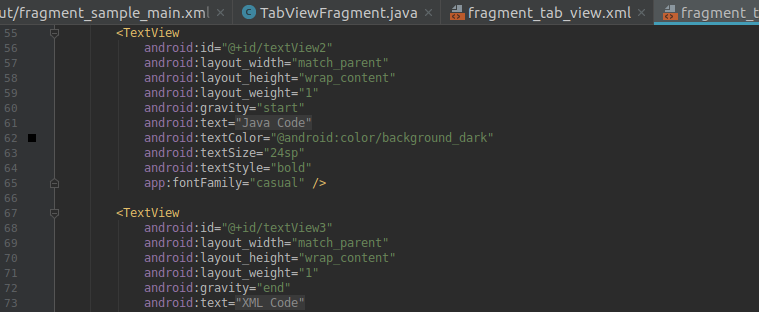 ut/fragment_sample_main.xml × TabViewFragment.java × fragment_tab_view.xml × fragment_t
55 <TextView
56 android:id="@+id/textView2"
57 android:layout_width="match_parent"
58 android:layout_height="wrap_content"
59 android:layout_weight="1"
60 android:gravity="start"
61 android:text="Java Code"
62 android:textColor="@android:color/background_dark"
63 android:textSize="24sp"
64 android:textStyle="bold"
65 app:fontFamily="casual" />
66
67 <TextView
68 android:id="@+id/textView3"
69 android:layout_width="match_parent"
70 android:layout_height="wrap_content"
71 android:layout_weight="1"
72 android:gravity="end"
73 android:text="XML Code"